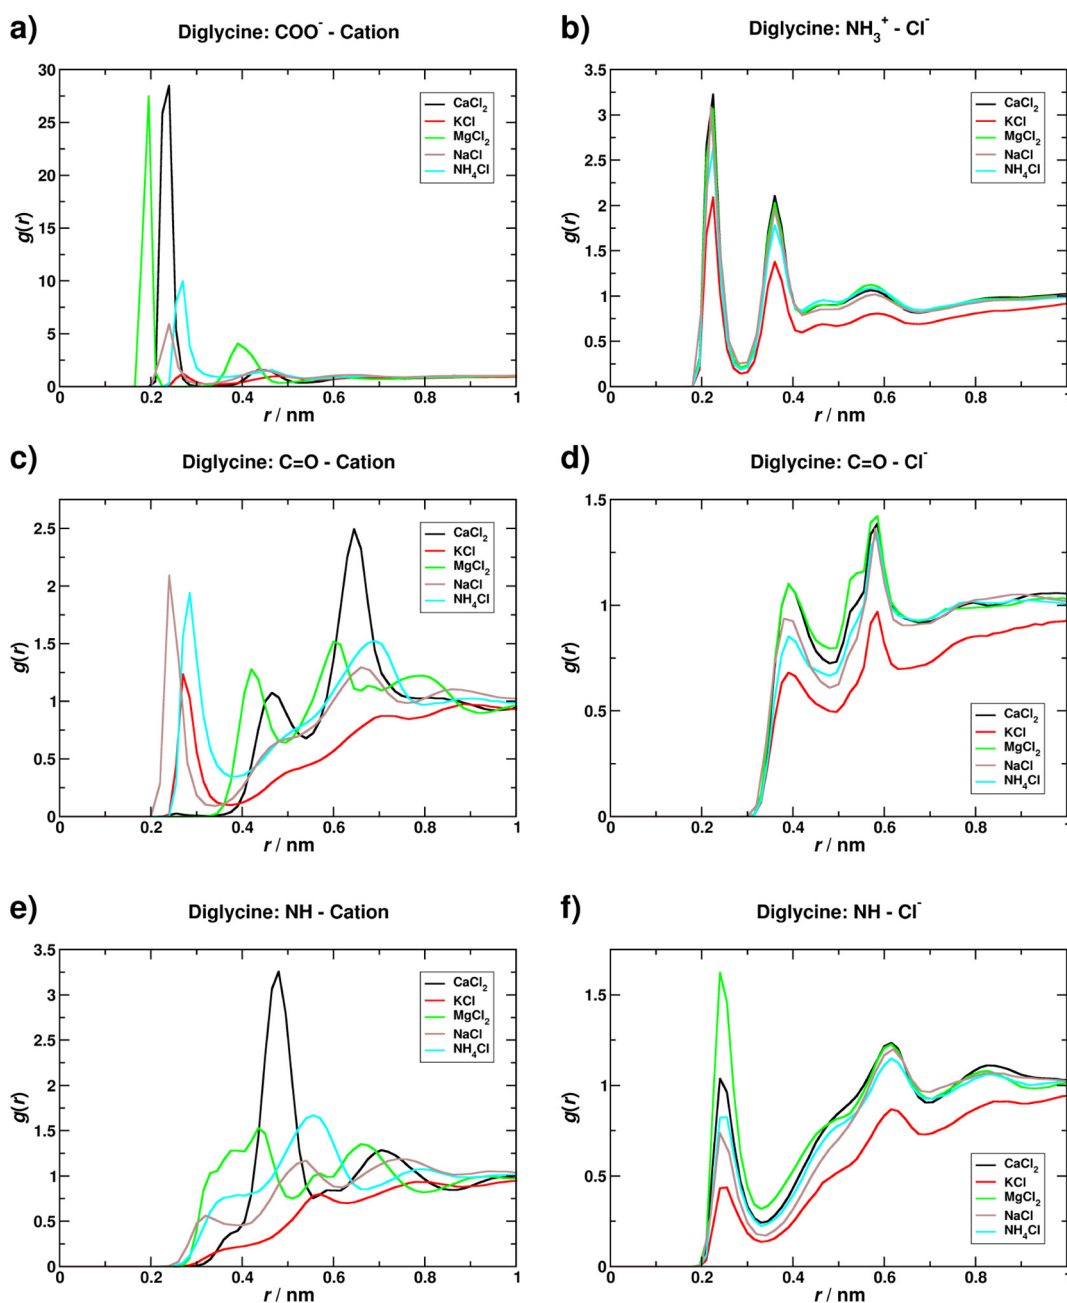 a)
Diglycine: COO⁻ - Cation
30
25
20
15
10
5
0
g(r)
CaCl₂
KCl
MgCl₂
NaCl
NH₄Cl
0 0.2 0.4 0.6 0.8 1
r / nm
b)
Diglycine: NH₃⁺ - Cl⁻
3.5
3
2.5
2
1.5
1
0.5
0
g(r)
CaCl₂
KCl
MgCl₂
NaCl
NH₄Cl
0 0.2 0.4 0.6 0.8 1
r / nm
c)
Diglycine: C=O - Cation
2.5
2
1.5
1
0.5
0
g(r)
CaCl₂
KCl
MgCl₂
NaCl
NH₄Cl
0 0.2 0.4 0.6 0.8 1
r / nm
d)
Diglycine: C=O - Cl⁻
1.5
1
0.5
0
g(r)
CaCl₂
KCl
MgCl₂
NaCl
NH₄Cl
0 0.2 0.4 0.6 0.8 1
r / nm
e)
Diglycine: NH - Cation
3.5
3
2.5
2
1.5
1
0.5
0
g(r)
CaCl₂
KCl
MgCl₂
NaCl
NH₄Cl
0 0.2 0.4 0.6 0.8 1
r / nm
f)
Diglycine: NH - Cl⁻
1.5
1
0.5
0
g(r)
CaCl₂
KCl
MgCl₂
NaCl
NH₄Cl
0 0.2 0.4 0.6 0.8 1
r / nm